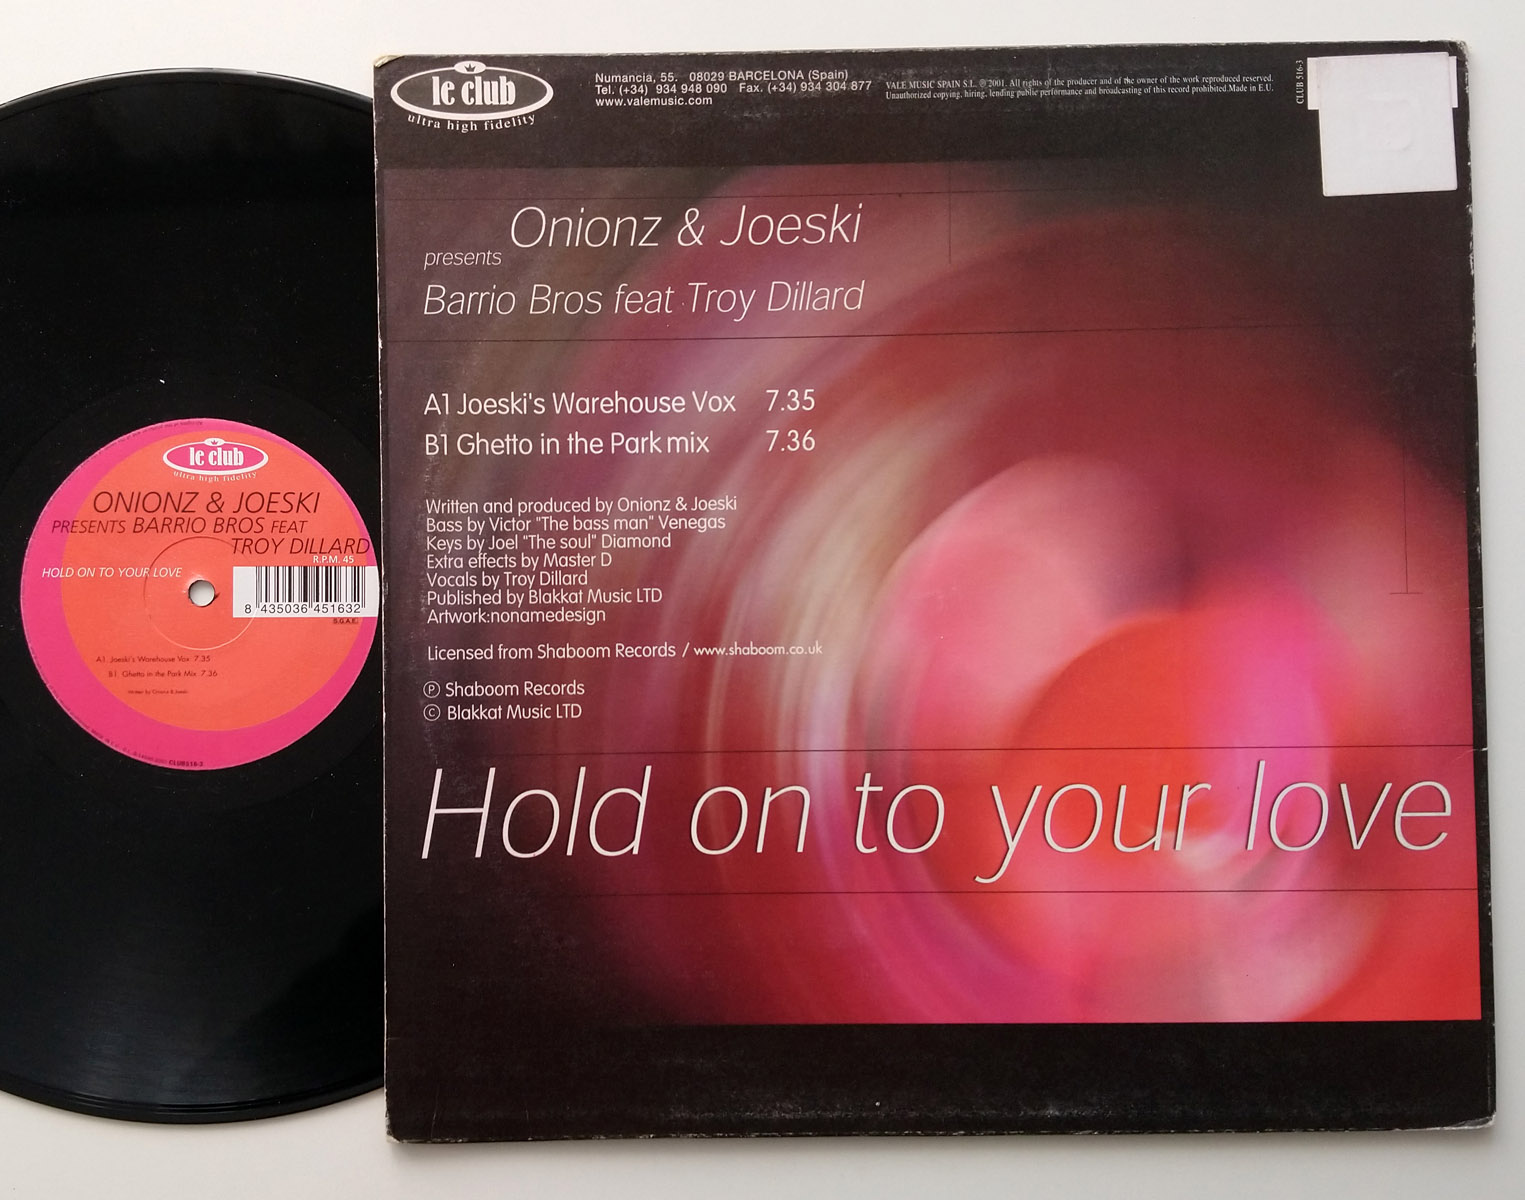 le club
ultra high fidelity
Numancia, 55. 08029 BARCELONA (Spain)
Tel. (+34) 934 948 090 Fax. (+34) 934 304 877
www.valemusic.com
VALE MUSIC SPAIN S.L. ℗ 2001. All rights of the producer and of the owner of the work reproduced reserved.
Unauthorized copying, hiring, lending public performance and broadcasting of this record prohibited.Made in E.U.
CLUB 516-3
Onionz & Joeski
presents
Barrio Bros feat Troy Dillard
A1 Joeski's Warehouse Vox 7.35
B1 Ghetto in the Park mix 7.36
Written and produced by Onionz & Joeski
Bass by Victor "The bass man" Venegas
Keys by Joel "The soul" Diamond
Extra effects by Master D
Vocals by Troy Dillard
Published by Blakkat Music LTD
Artwork:nonamedesign
Licensed from Shaboom Records / www.shaboom.co.uk
℗ Shaboom Records
© Blakkat Music LTD
Hold on to your love
le club
ultra high fidelity
ONIONZ & JOESKI
PRESENTS BARRIO BROS FEAT
TROY DILLARD
R.P.M. 45
HOLD ON TO YOUR LOVE
8 435036 451632
S.G.A.E.
A1 Joeski's Warehouse Vox 7.35
B1 Ghetto in the Park Mix 7.36
Written by Onionz & Joeski
CLUB516-3